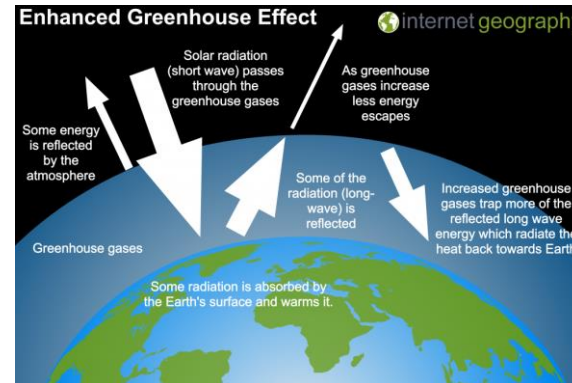 Enhanced Greenhouse Effect
internet geograph
Solar radiation
(short wave) passes
through the
greenhouse gases
As greenhouse
gases increase
less energy
escapes
Some energy
is reflected
by the
atmosphere
Some of the
radiation (long-
wave) is
reflected
Increased greenhouse
gases trap more of the
reflected long wave
energy which radiate the
heat back towards Earth
Greenhouse gases
Some radiation is absorbed by
the Earth's surface and warms it.